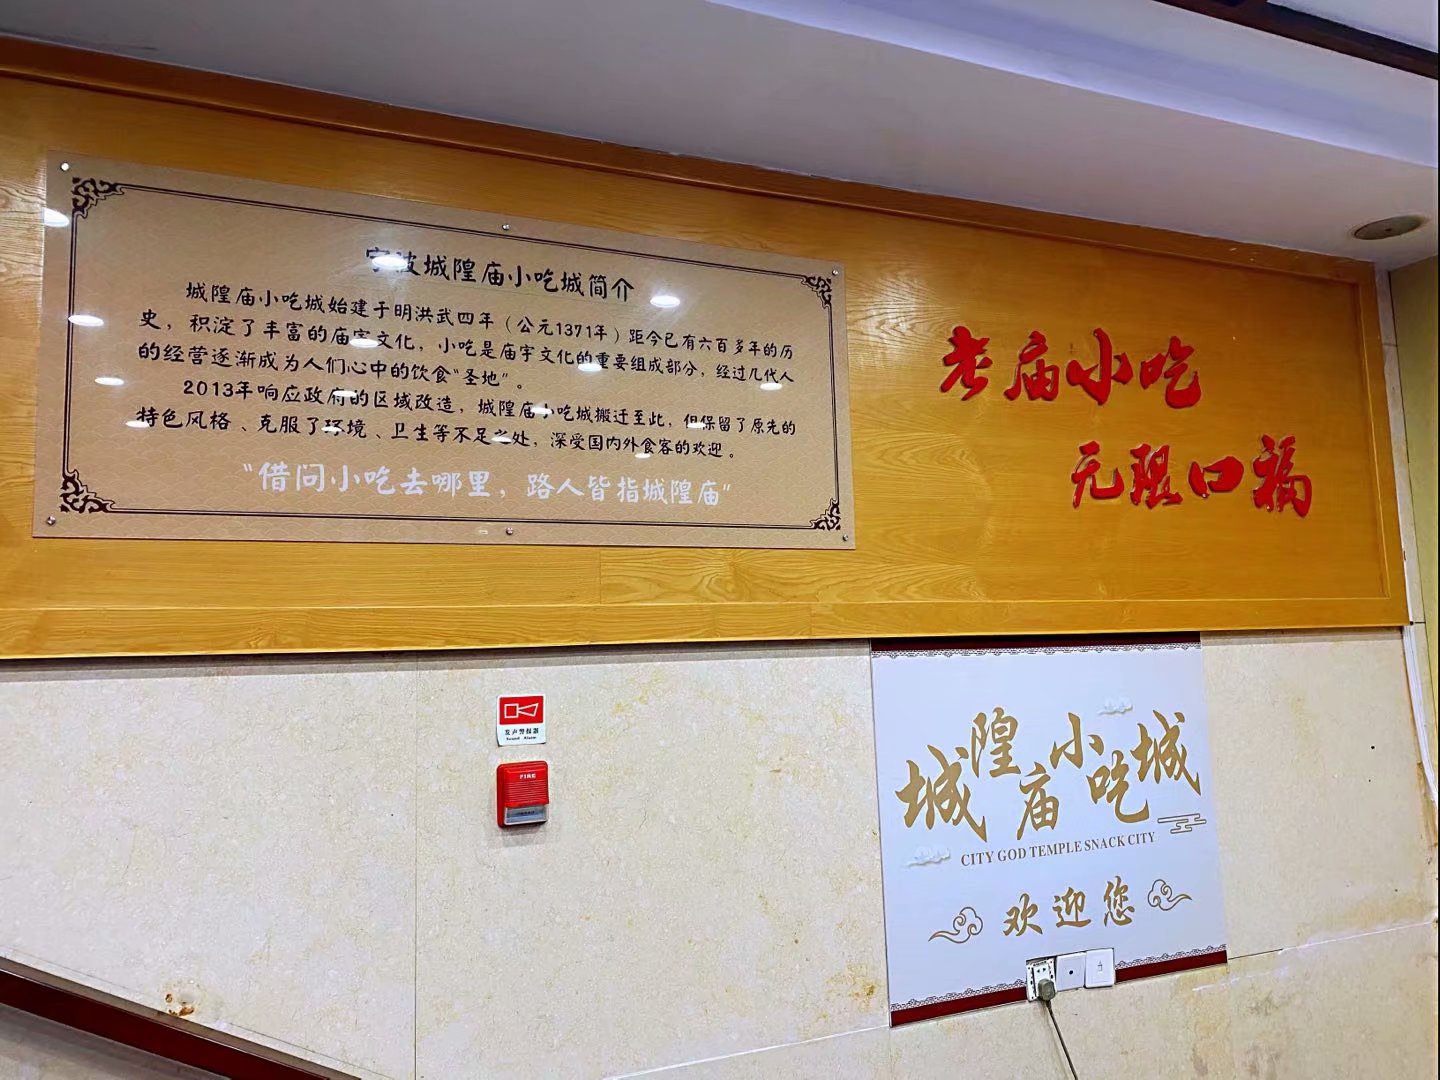 宁波城隍庙小吃城简介
城隍庙小吃城始建于明洪武四年（公元1371年）距今已有六百多年的历
史，积淀了丰富的庙宇文化，小吃是庙宇文化的重要组成部分，经过几代人
的经营逐渐成为人们心中的饮食“圣地”。
2013年响应政府的区域改造，城隍庙小吃城搬迁至此，但保留了原先的
特色风格、克服了环境、卫生等不足之处，深受国内外食客的欢迎。
“借问小吃去哪里，路人皆指城隍庙”
老庙小吃
无限口福
发声警报器
Sound Alarm
FIRE
城隍庙小吃城
CITY GOD TEMPLE SNACK CITY
欢迎您